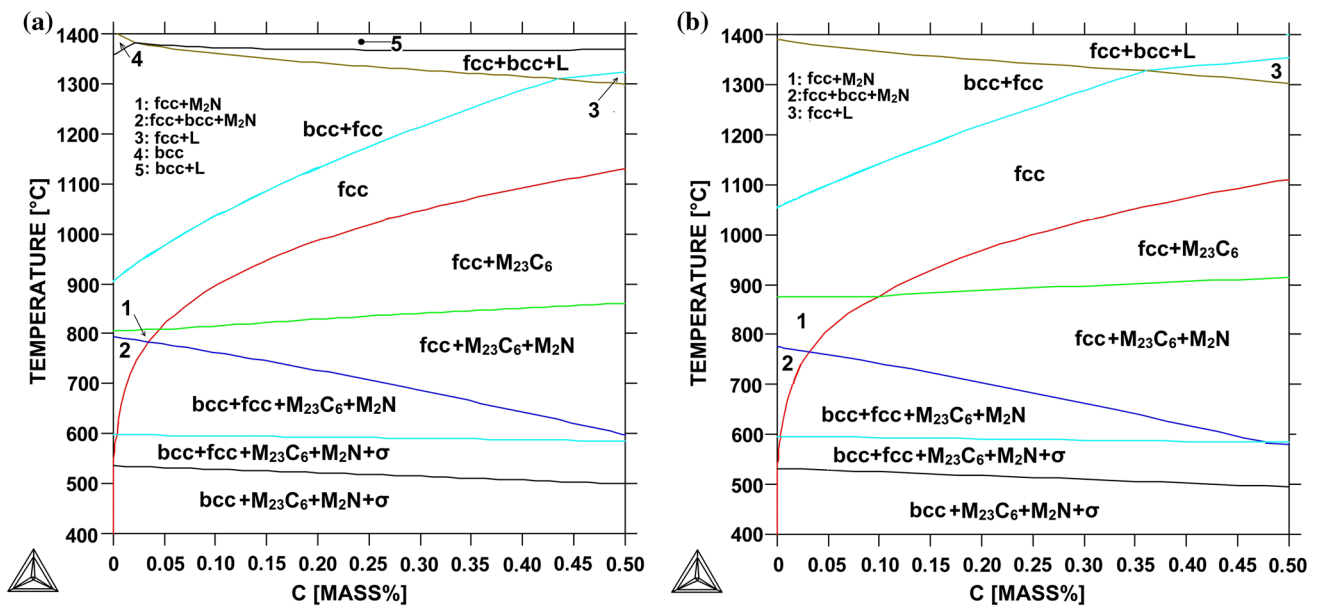 (a)
TEMPERATURE [°C]
1400
1300
1200
1100
1000
900
800
700
600
500
400
5
4
fcc+bcc+L
3
1: fcc+M₂N
2:fcc+bcc+M₂N
3: fcc+L
4: bcc
5: bcc+L
bcc+fcc
fcc
fcc+M₂₃C₆
1
2
fcc+M₂₃C₆+M₂N
bcc+fcc+M₂₃C₆+M₂N
bcc+fcc+M₂₃C₆+M₂N+σ
bcc+M₂₃C₆+M₂N+σ
0 0.05 0.10 0.15 0.20 0.25 0.30 0.35 0.40 0.45 0.50
C [MASS%]
(b)
TEMPERATURE [°C]
1400
1300
1200
1100
1000
900
800
700
600
500
400
fcc+bcc+L
3
1: fcc+M₂N
2:fcc+bcc+M₂N
3: fcc+L
bcc+fcc
fcc
fcc+M₂₃C₆
1
2
fcc+M₂₃C₆+M₂N
bcc+fcc+M₂₃C₆+M₂N
bcc+fcc+M₂₃C₆+M₂N+σ
bcc+M₂₃C₆+M₂N+σ
0 0.05 0.10 0.15 0.20 0.25 0.30 0.35 0.40 0.45 0.50
C [MASS%]